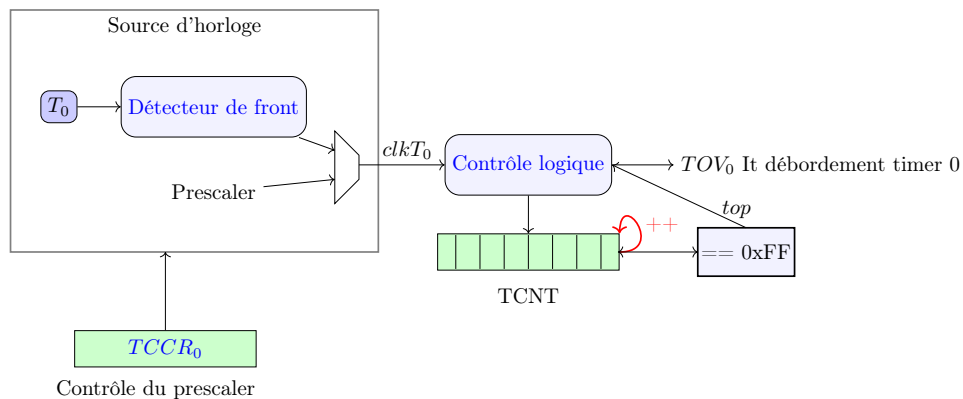 Source d'horloge
T₀
Détecteur de front
Prescaler
clkT₀
Contrôle logique
TOV₀ It débordement timer 0
top
++
== 0xFF
TCNT
TCCR₀
Contrôle du prescaler